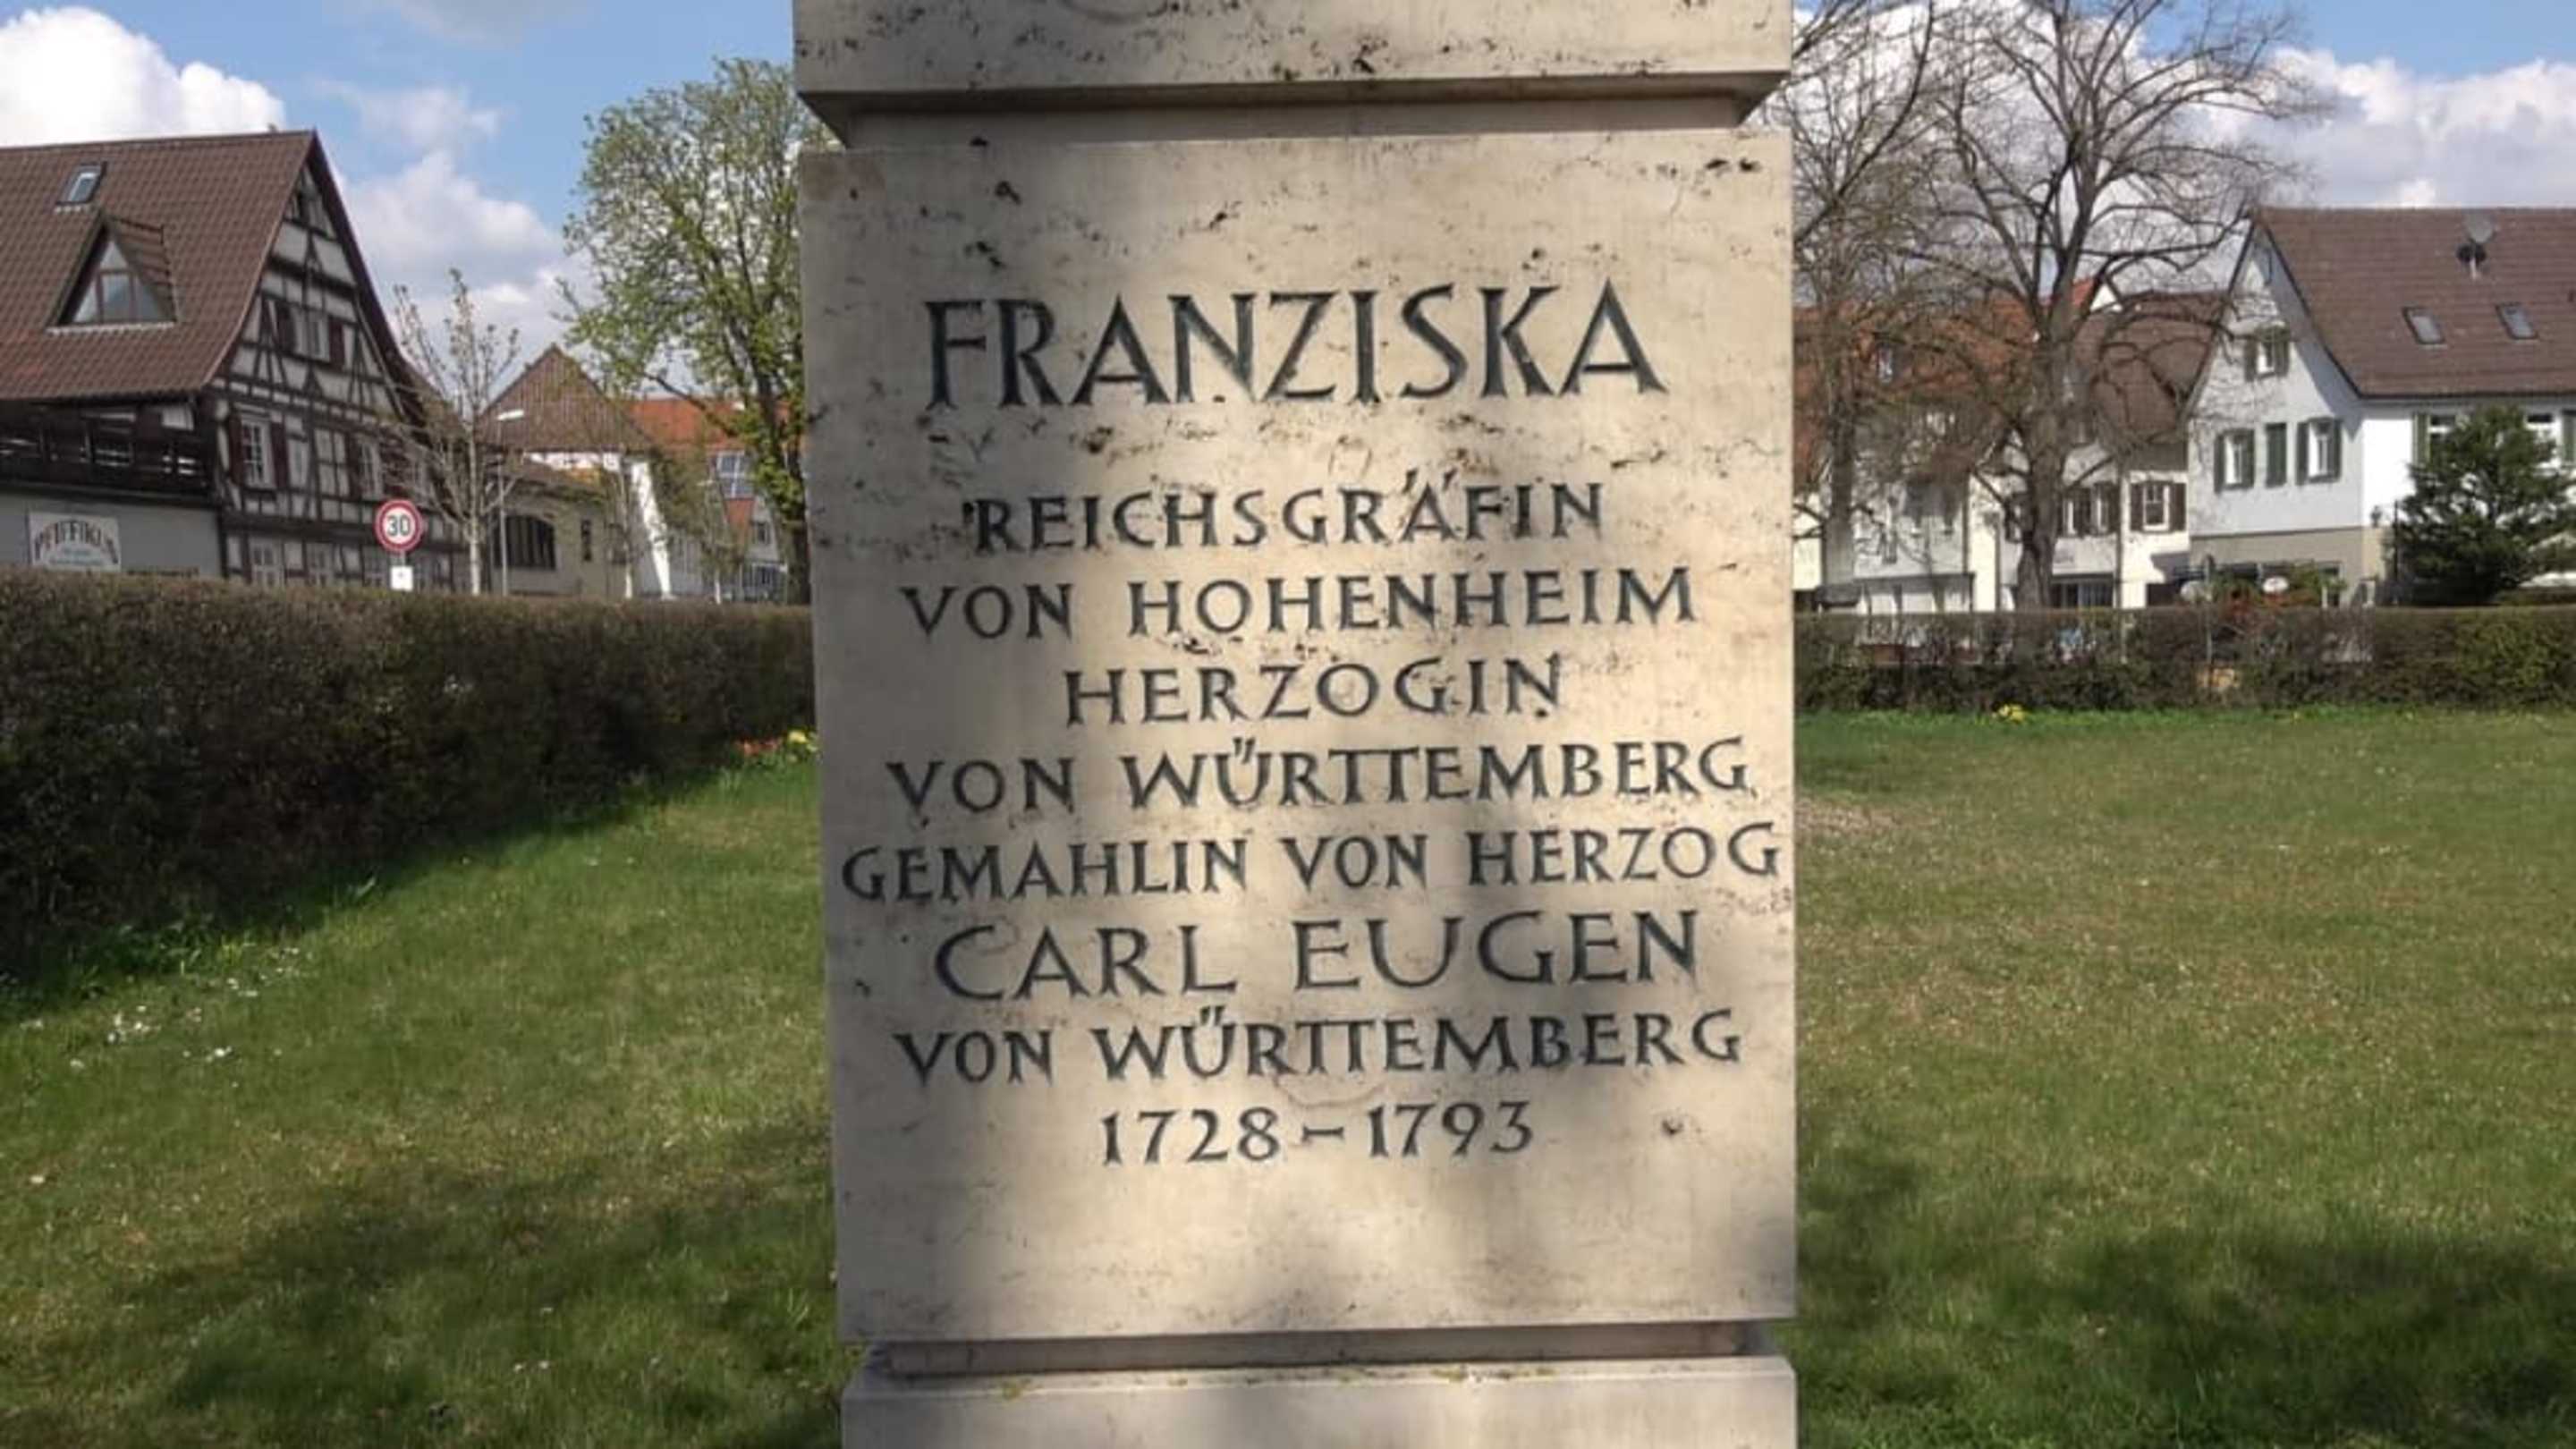 FRANZISKA
REICHSGRÄFIN
VON HOHENHEIM
HERZOGIN
VON WÜRTTEMBERG
GEMAHLIN VON HERZOG
CARL EUGEN
VON WÜRTTEMBERG
1728-1793
30